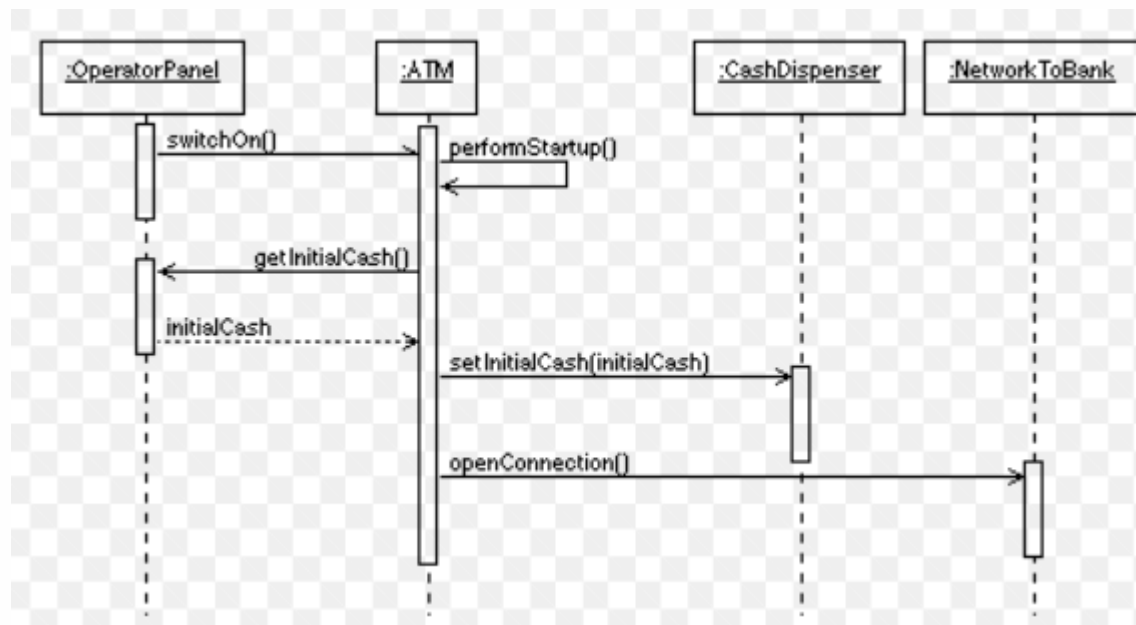 :OperatorPanel
:ATM
:CashDispenser
:NetworkToBank
switchOn()
performStartup()
getInitialCash()
initialCash
setInitialCash(initialCash)
openConnection()